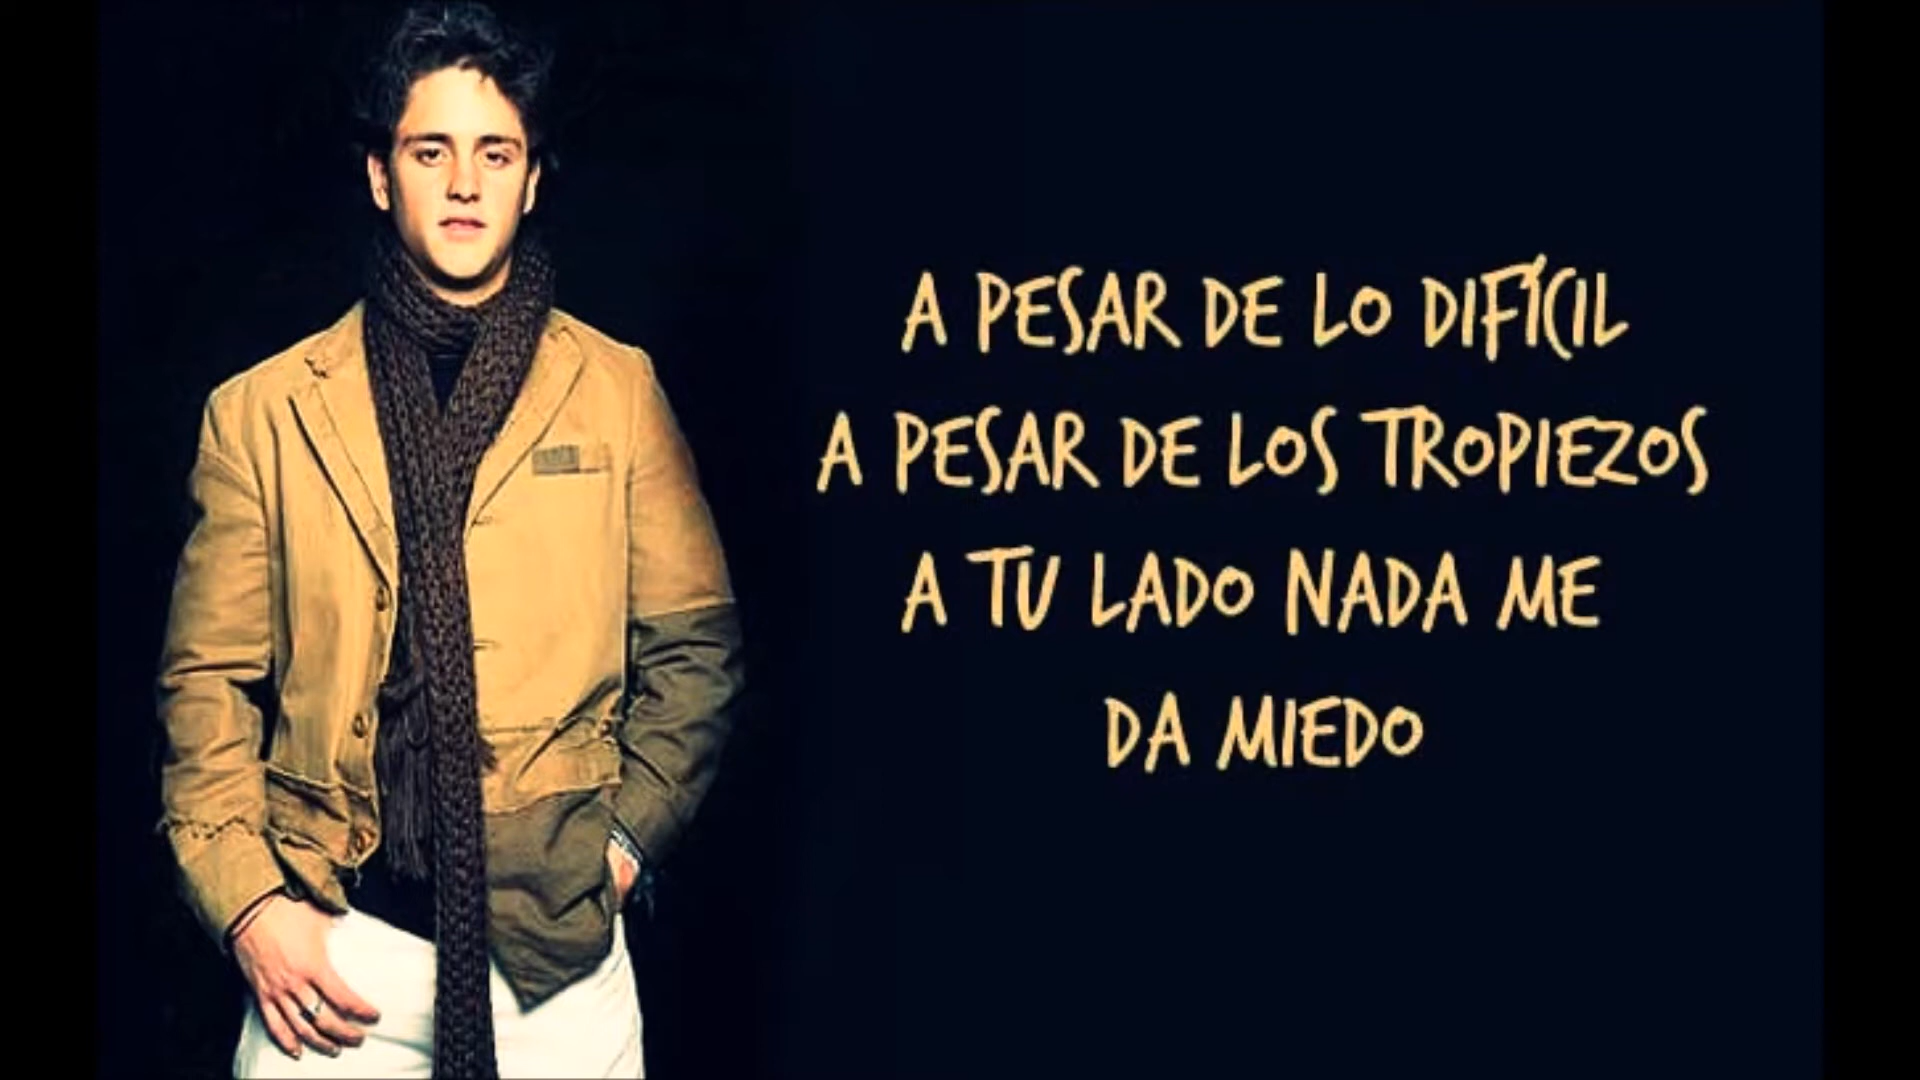 A PESAR DE LO DIFÍCIL
A PESAR DE LOS TROPIEZOS
A TU LADO NADA ME
DA MIEDO